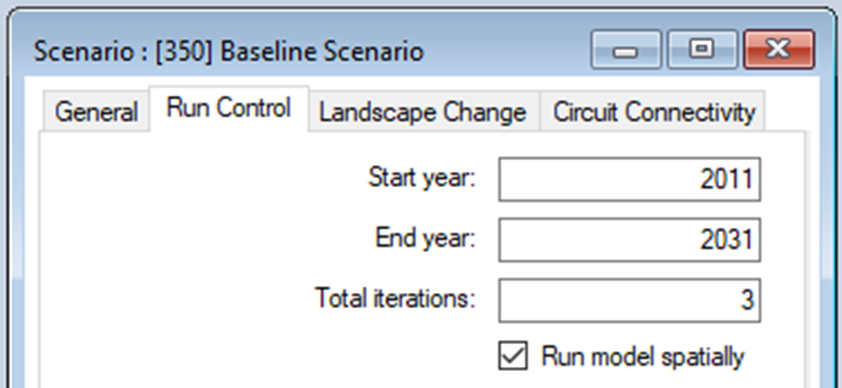 Scenario : [350] Baseline Scenario
General Run Control Landscape Change Circuit Connectivity
Start year: 2011
End year: 2031
Total iterations: 3
Run model spatially